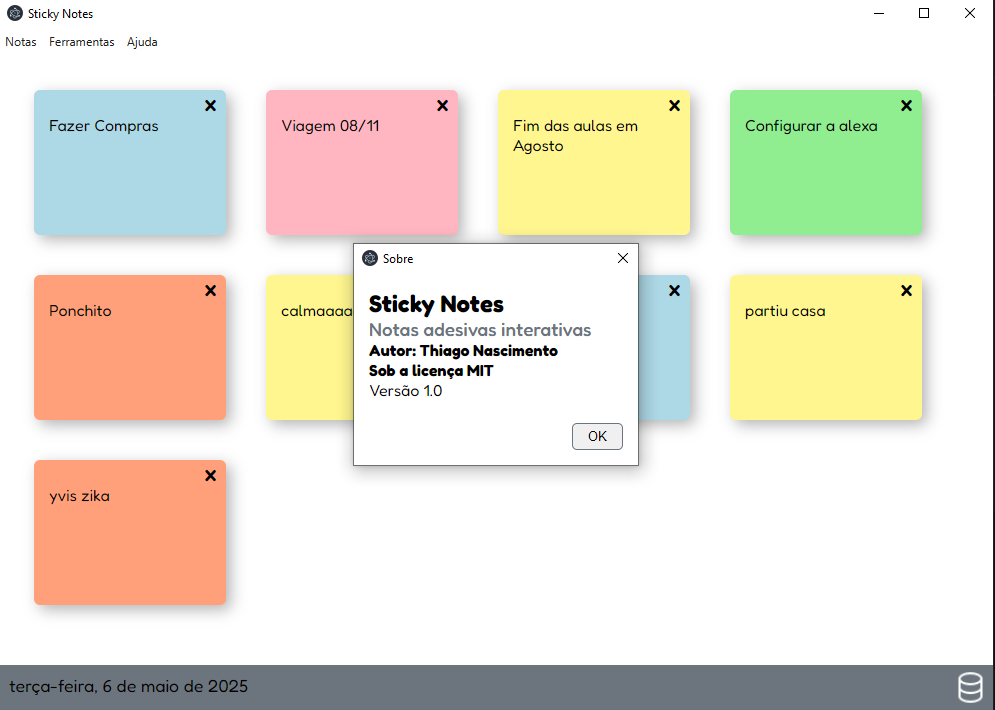 Sticky Notes
Notas Ferramentas Ajuda
Fazer Compras
Viagem 08/11
Fim das aulas em
Agosto
Configurar a alexa
Ponchito
calmaaaa
partiu casa
yvis zika
Sobre
Sticky Notes
Notas adesivas interativas
Autor: Thiago Nascimento
Sob a licença MIT
Versão 1.0
OK
terça-feira, 6 de maio de 2025